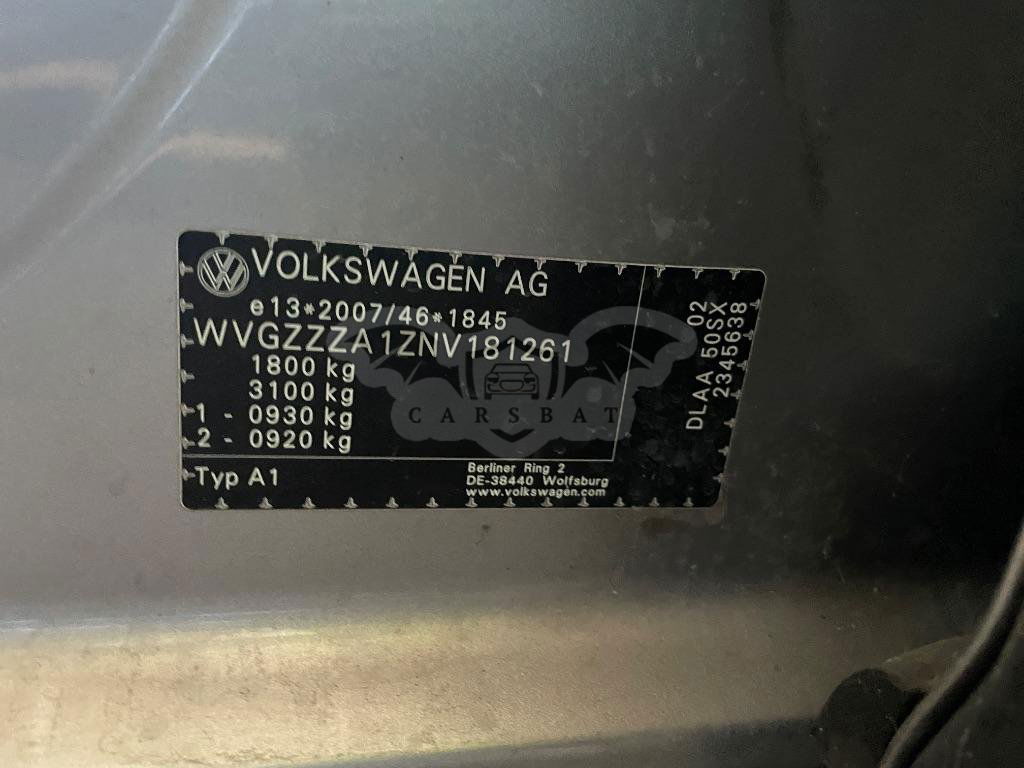 VOLKSWAGEN AG
e13*2007/46*1845
WVGZZZA1ZNV181261
1800 kg
3100 kg
1 - 0930 kg
2 - 0920 kg
Typ A1
Berliner Ring 2
DE-38440 Wolfsburg
www.volkswagen.com
DLAA 50SX 02
2345638
CARSBAT